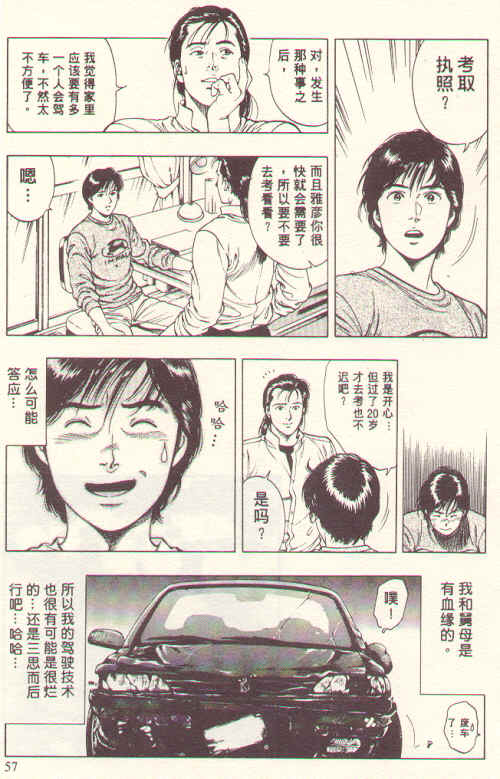 考取
执照？
对，发生
那种事之
后，
我觉得家里
应该要有多
一个人会驾
车，不然太
不方便了。
而且雅彦你很
快就会需要了
，所以要不要
去考看看？
嗯…
我是开心…
但过了20岁
才去考也不
迟吧？
是吗？
哈
哈…
怎么可能
答应…
我和舅母是
有血缘的。
噗！
废车
了…
所以我的驾驶技术
也很有可能是很烂
的…还是三思而后
行吧…哈哈…
57